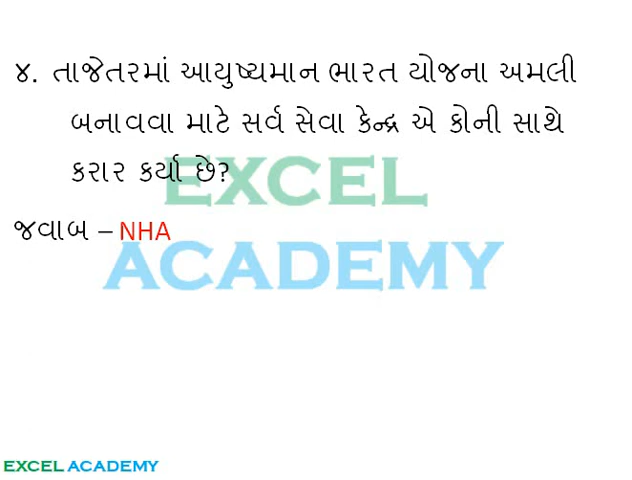 ૪. તાજેતરમાં આયુષ્યમાન ભારત યોજના અમલી
બનાવવા માટે સર્વ સેવા કેન્દ્ર એ કોની સાથે
કરાર કર્યા છે?
EXCEL
જવાબ – NHA
ACADEMY
EXCEL ACADEMY